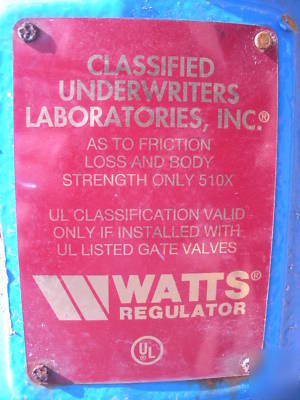 CLASSIFIED
UNDERWRITERS
LABORATORIES, INC.®
AS TO FRICTION
LOSS AND BODY
STRENGTH ONLY 510X
UL CLASSIFICATION VALID
ONLY IF INSTALLED WITH
UL LISTED GATE VALVES
WATTS®
REGULATOR
UL